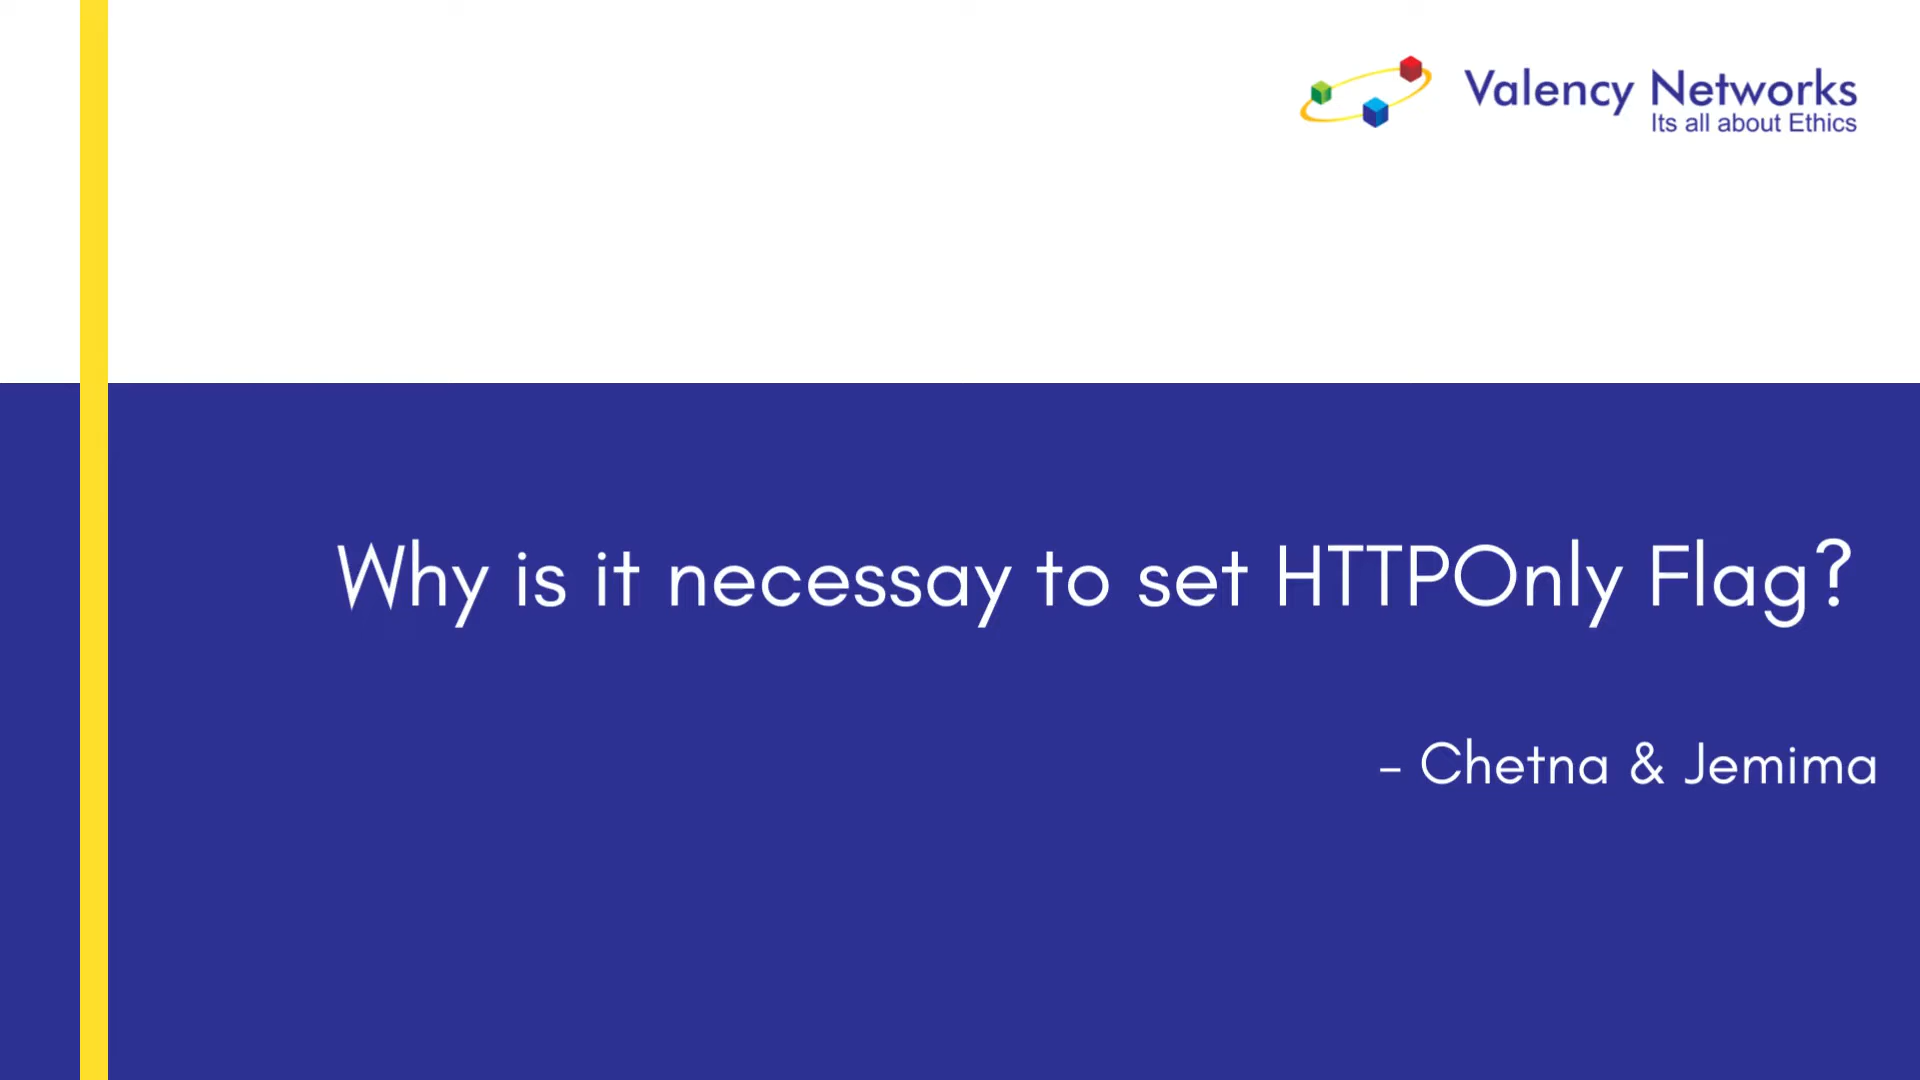 Valency Networks
Its all about Ethics
Why is it necessay to set HTTPOnly Flag?
– Chetna & Jemima